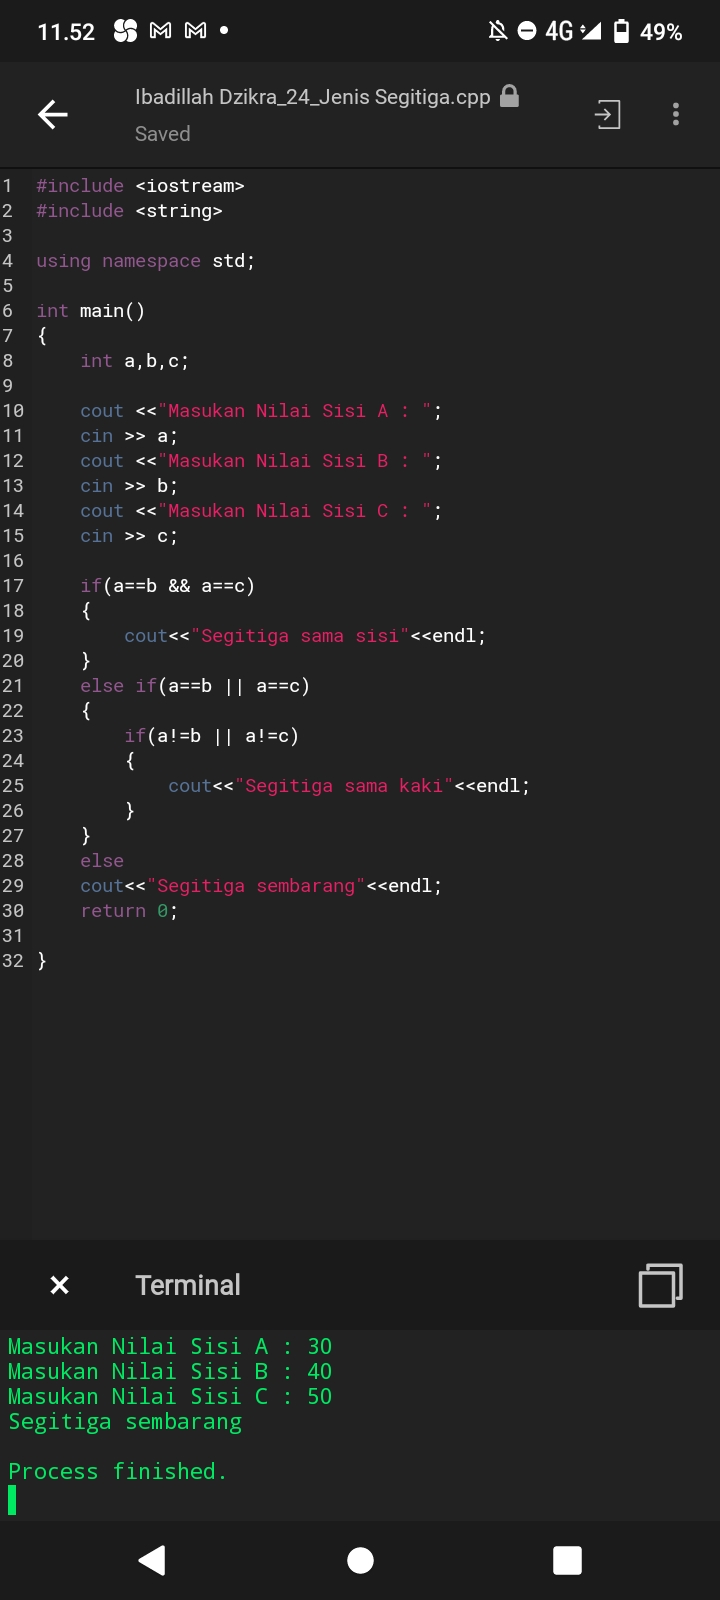 11.52 4G 49%
Ibadillah Dzikra_24_Jenis Segitiga.cpp
Saved
1 #include <iostream>
2 #include <string>
3
4 using namespace std;
5
6 int main()
7 {
8     int a,b,c;
9
10     cout <<"Masukan Nilai Sisi A : ";
11     cin >> a;
12     cout <<"Masukan Nilai Sisi B : ";
13     cin >> b;
14     cout <<"Masukan Nilai Sisi C : ";
15     cin >> c;
16
17     if(a==b && a==c)
18     {
19         cout<<"Segitiga sama sisi"<<endl;
20     }
21     else if(a==b || a==c)
22     {
23         if(a!=b || a!=c)
24         {
25             cout<<"Segitiga sama kaki"<<endl;
26         }
27     }
28     else
29     cout<<"Segitiga sembarang"<<endl;
30     return 0;
31
32 }
Terminal
Masukan Nilai Sisi A : 30
Masukan Nilai Sisi B : 40
Masukan Nilai Sisi C : 50
Segitiga sembarang
Process finished.